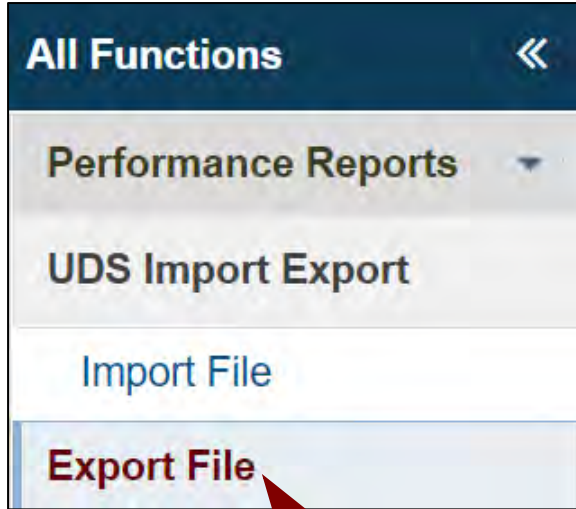 All Functions «
Performance Reports
UDS Import Export
Import File
Export File